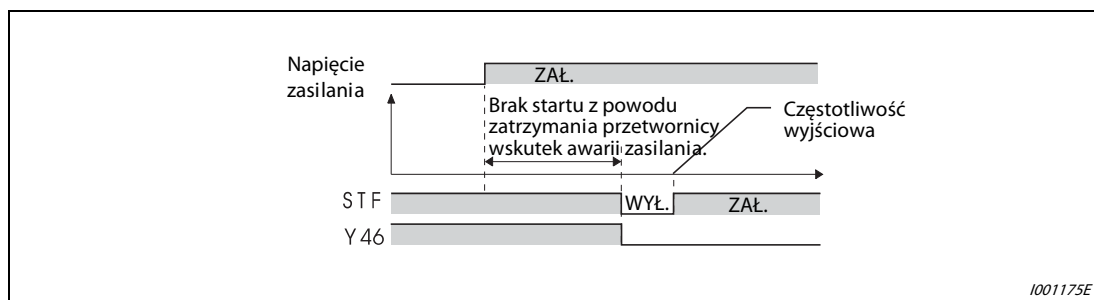 Napięcie
zasilania
ZAŁ.
Brak startu z powodu
zatrzymania przetwornicy
wskutek awarii zasilania.
Częstotliwość
wyjściowa
STF
WYŁ.
ZAŁ.
Y46
I001175E